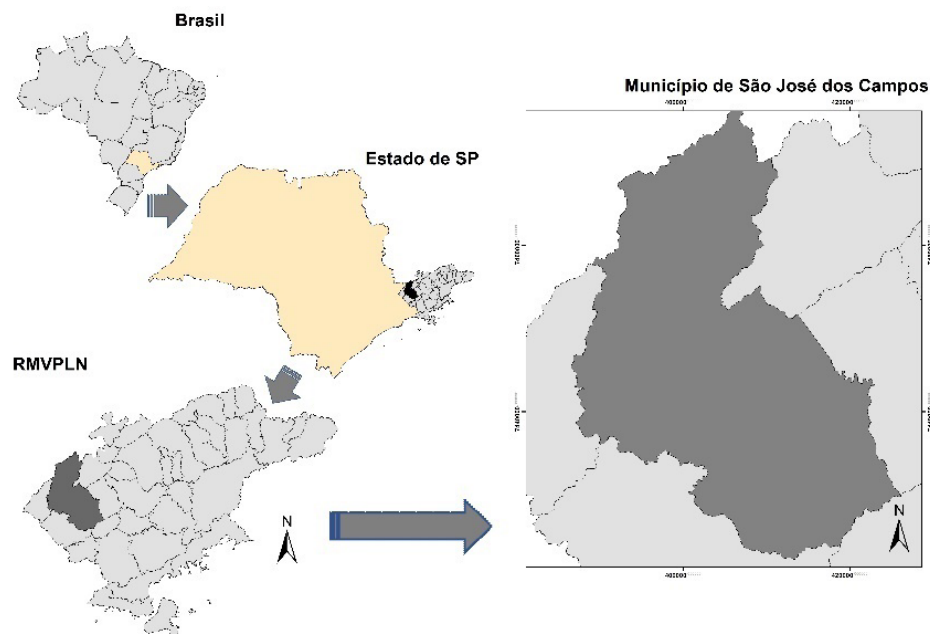 Brasil
Município de São José dos Campos
400000
420000
Estado de SP
RMVPLN
N
N
400000
420000